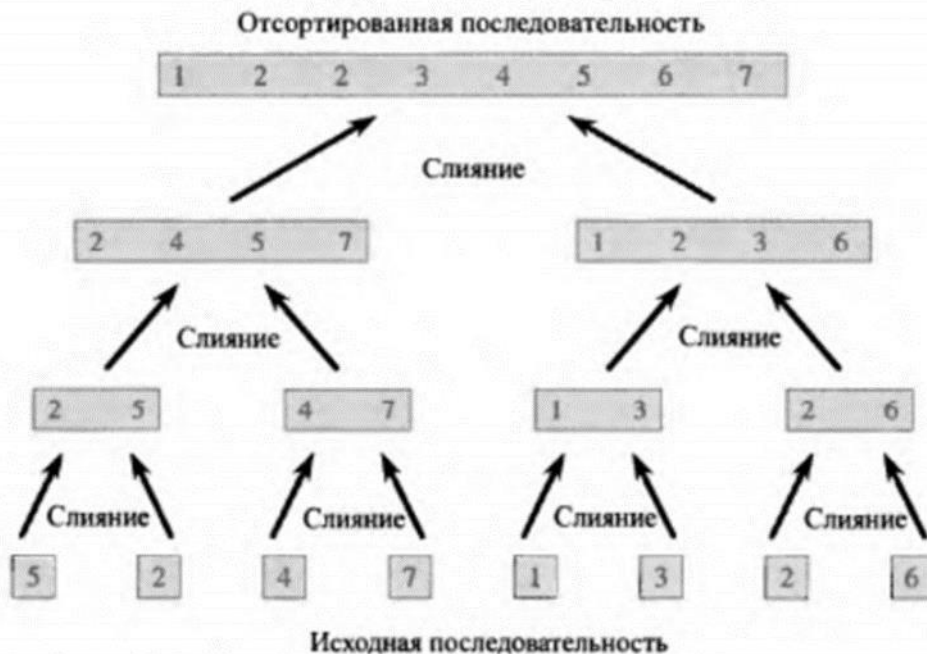 Отсортированная последовательность
1 2 2 3 4 5 6 7
Слияние
2 4 5 7
1 2 3 6
Слияние
Слияние
2 5
4 7
1 3
2 6
Слияние
Слияние
Слияние
Слияние
5 2 4 7 1 3 2 6
Исходная последовательность